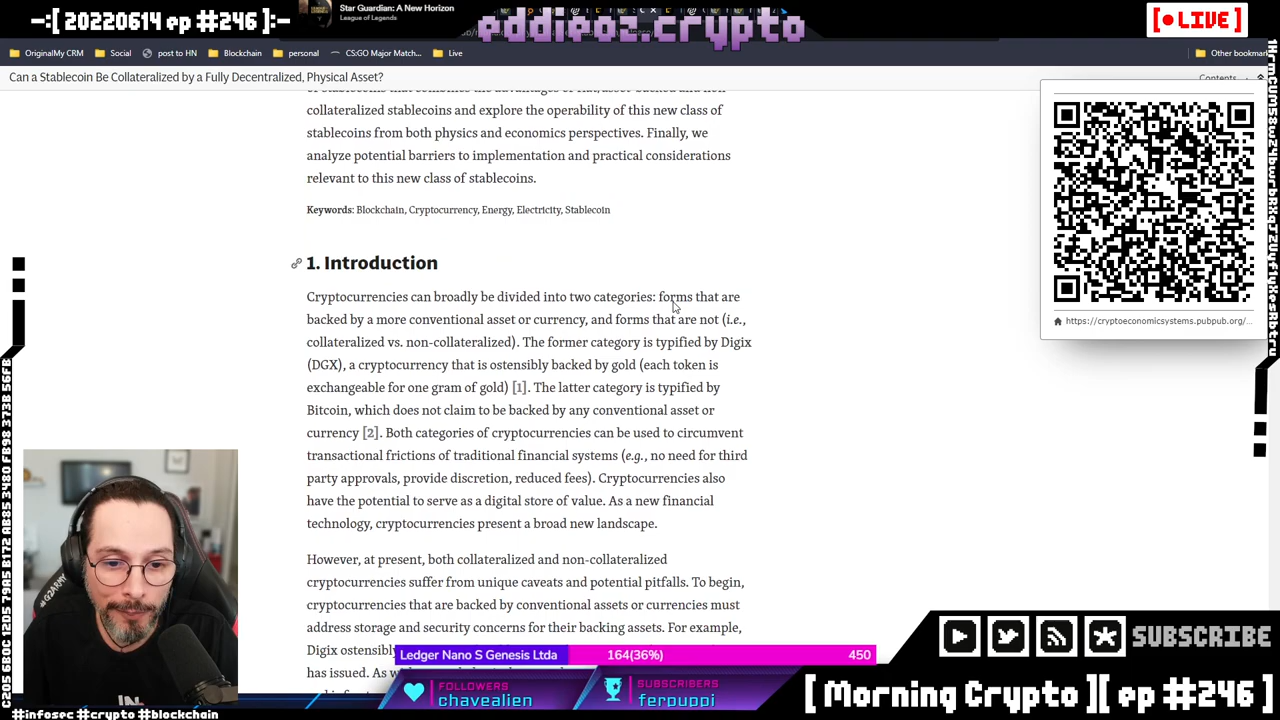 -:[ 20220614 ep #246 ]:-
Star Guardian: A New Horizon
League of Legends
eddieoz.crypto
[ LIVE ]
OriginalMy CRM
Social
post to HN
Blockchain
personal
CS:GO Major Match...
Live
Other bookmar
Can a Stablecoin Be Collateralized by a Fully Decentralized, Physical Asset?
Contents
collateralized stablecoins and explore the operability of this new class of
stablecoins from both physics and economics perspectives. Finally, we
analyze potential barriers to implementation and practical considerations
relevant to this new class of stablecoins.
Keywords: Blockchain, Cryptocurrency, Energy, Electricity, Stablecoin
https://cryptoeconomicsystems.pubpub.org/...
1. Introduction
Cryptocurrencies can broadly be divided into two categories: forms that are
backed by a more conventional asset or currency, and forms that are not (i.e.,
collateralized vs. non-collateralized). The former category is typified by Digix
(DGX), a cryptocurrency that is ostensibly backed by gold (each token is
exchangeable for one gram of gold) [1]. The latter category is typified by
Bitcoin, which does not claim to be backed by any conventional asset or
currency [2]. Both categories of cryptocurrencies can be used to circumvent
transactional frictions of traditional financial systems (e.g., no need for third
party approvals, provide discretion, reduced fees). Cryptocurrencies also
have the potential to serve as a digital store of value. As a new financial
technology, cryptocurrencies present a broad new landscape.
However, at present, both collateralized and non-collateralized
cryptocurrencies suffer from unique caveats and potential pitfalls. To begin,
cryptocurrencies that are backed by conventional assets or currencies must
address storage and security concerns for their backing assets. For example,
Digix ostensibly
has issued. As
Ledger Nano S Genesis Ltda
164(36%)
450
FOLLOWERS
chavealien
SUBSCRIBERS
ferpuppi
SUBSCRIBE
[ Morning Crypto ][ ep #246 ]
#infosec #crypto #blockchain